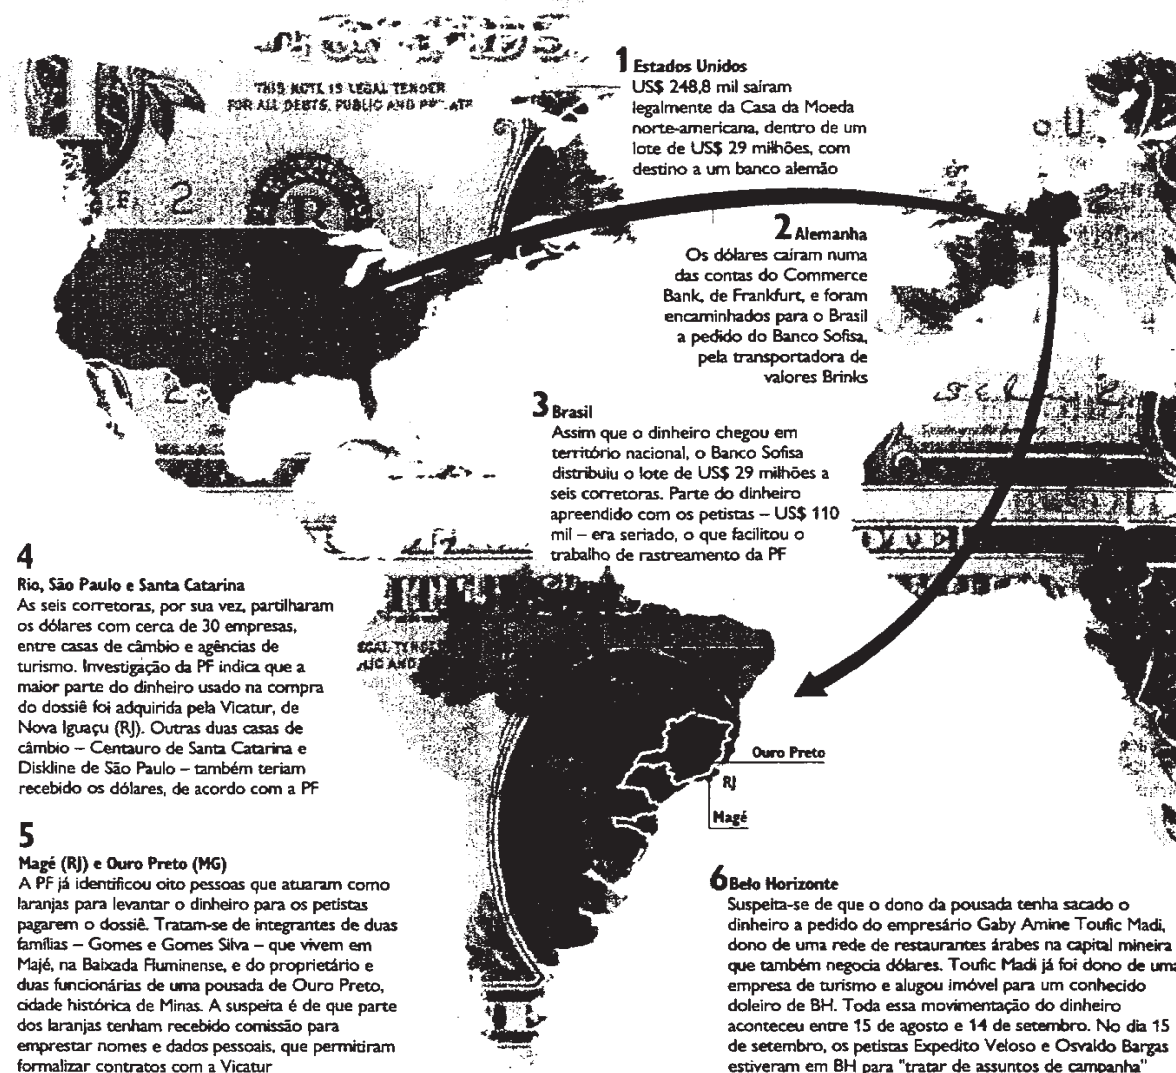 THIS NOTE IS LEGAL TENDER
FOR ALL DEBTS, PUBLIC AND
2
1 Estados Unidos
US$ 248,8 mil saíram
legalmente da Casa da Moeda
norte-americana, dentro de um
lote de US$ 29 milhões, com
destino a um banco alemão
2 Alemanha
Os dólares caíram numa
das contas do Commerce
Bank, de Frankfurt, e foram
encaminhados para o Brasil
a pedido do Banco Sofisa,
pela transportadora de
valores Brinks
3 Brasil
Assim que o dinheiro chegou em
território nacional, o Banco Sofisa
distribuiu o lote de US$ 29 milhões a
seis corretoras. Parte do dinheiro
apreendido com os petistas – US$ 110
mil – era seriado, o que facilitou o
trabalho de rastreamento da PF
4
Rio, São Paulo e Santa Catarina
As seis corretoras, por sua vez, partilharam
os dólares com cerca de 30 empresas,
entre casas de câmbio e agências de
turismo. Investigação da PF indica que a
maior parte do dinheiro usado na compra
do dossiê foi adquirida pela Vicatur, de
Nova Iguaçu (RJ). Outras duas casas de
câmbio – Centauro de Santa Catarina e
Diskline de São Paulo – também teriam
recebido os dólares, de acordo com a PF
Ouro Preto
RJ
Magé
5
Magé (RJ) e Ouro Preto (MG)
A PF já identificou oito pessoas que atuaram como
laranjas para levantar o dinheiro para os petistas
pagarem o dossiê. Tratam-se de integrantes de duas
famílias – Gomes e Gomes Silva – que vivem em
Majé, na Baixada Fluminense, e do proprietário e
duas funcionárias de uma pousada de Ouro Preto,
cidade histórica de Minas. A suspeita é de que parte
dos laranjas tenham recebido comissão para
emprestar nomes e dados pessoais, que permitiram
formalizar contratos com a Vicatur
6 Belo Horizonte
Suspeita-se de que o dono da pousada tenha sacado o
dinheiro a pedido do empresário Gaby Amine Toufic Madi,
dono de uma rede de restaurantes árabes na capital mineira
que também negocia dólares. Toufic Madi já foi dono de uma
empresa de turismo e alugou imóvel para um conhecido
doleiro de BH. Toda essa movimentação do dinheiro
aconteceu entre 15 de agosto e 14 de setembro. No dia 15
de setembro, os petistas Expedito Veloso e Osvaldo Bargas
estiveram em BH para "tratar de assuntos de campanha"